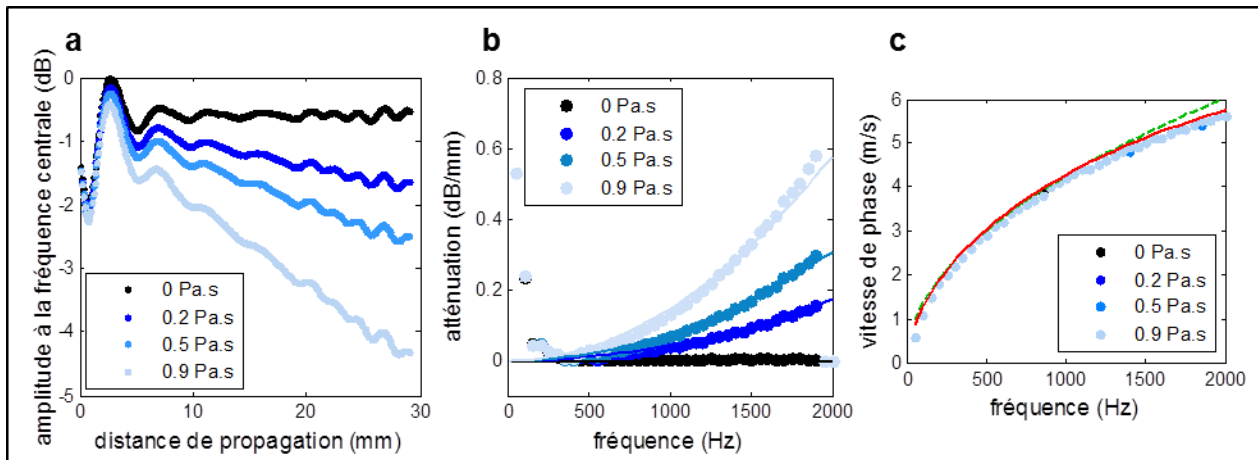 a
amplitude à la fréquence centrale (dB)
0
-1
-2
-3
-4
-5
0 Pa.s
0.2 Pa.s
0.5 Pa.s
0.9 Pa.s
0 10 20 30
distance de propagation (mm)
b
atténuation (dB/mm)
0.8
0.6
0.4
0.2
0
0 Pa.s
0.2 Pa.s
0.5 Pa.s
0.9 Pa.s
0 500 1000 1500 2000
fréquence (Hz)
c
vitesse de phase (m/s)
6
5
4
3
2
1
0
0 Pa.s
0.2 Pa.s
0.5 Pa.s
0.9 Pa.s
0 500 1000 1500 2000
fréquence (Hz)